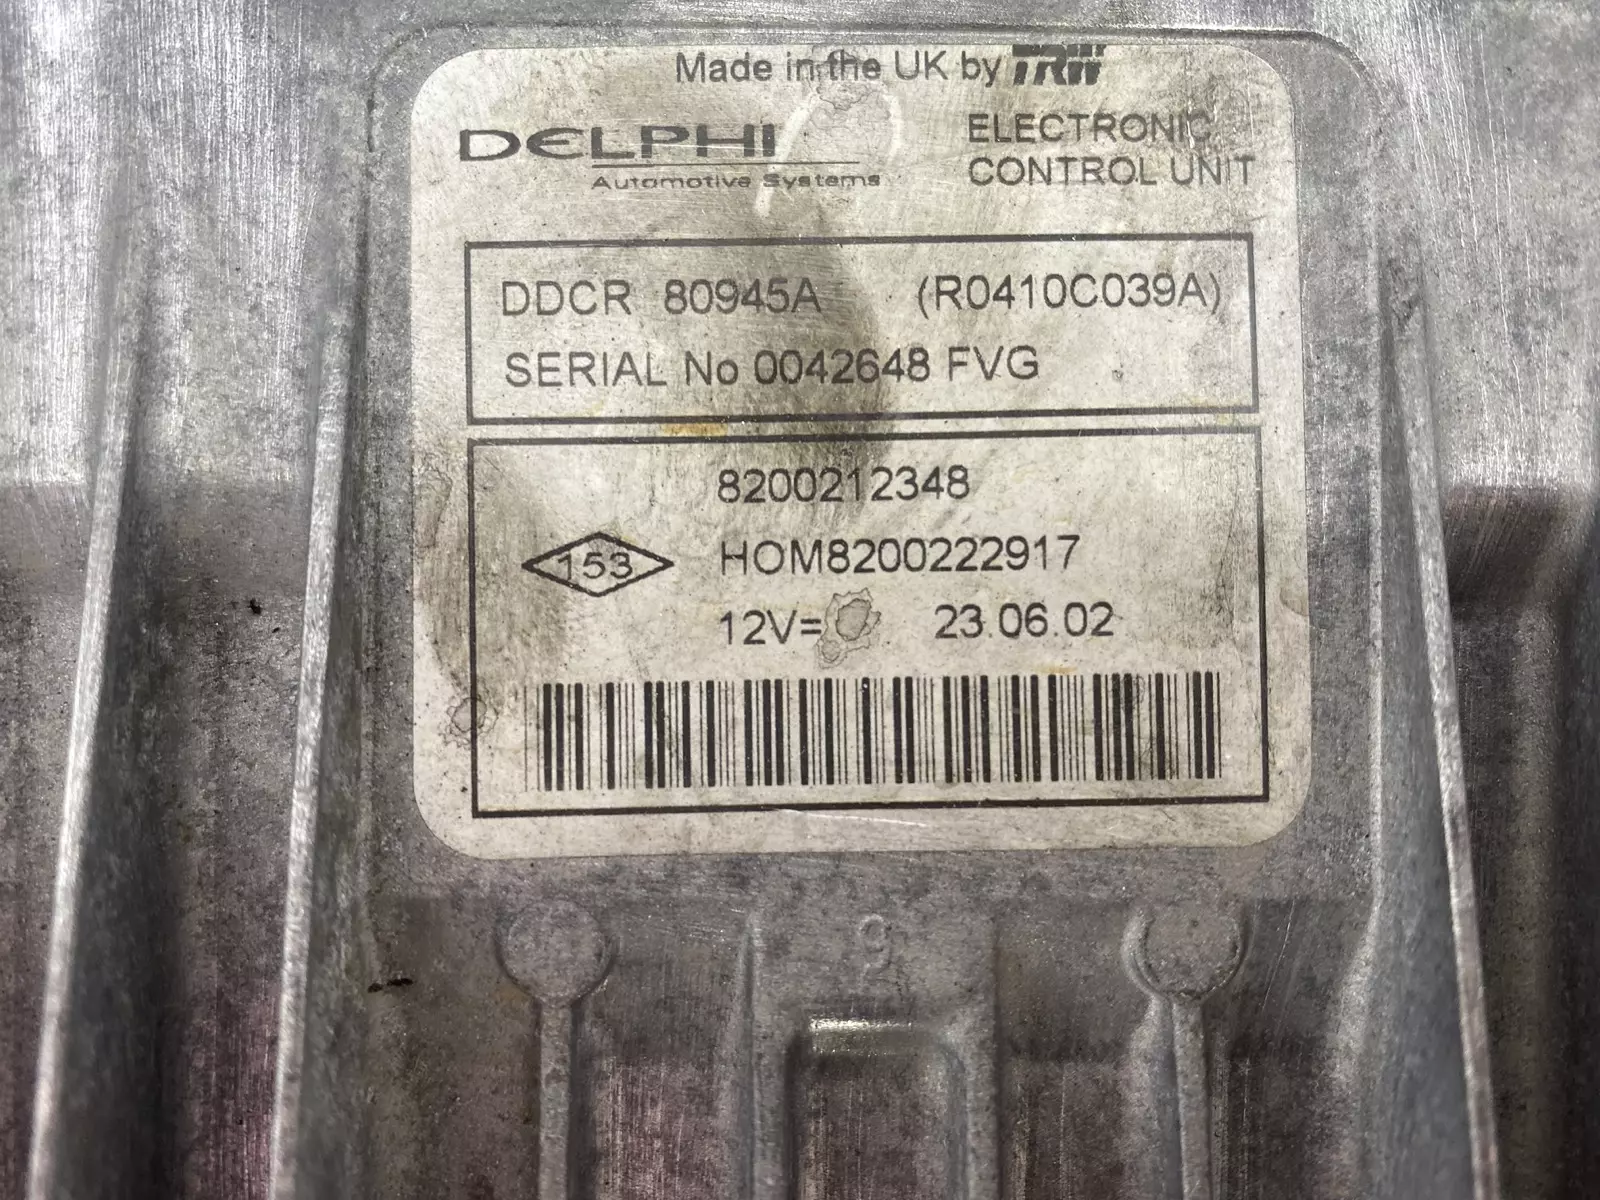 Made in the UK by TRW
DELPHI
Automotive Systems
ELECTRONIC
CONTROL UNIT
DDCR 80945A (R0410C039A)
SERIAL No 0042648 FVG
8200212348
153
HOM8200222917
12V= 23.06.02
9